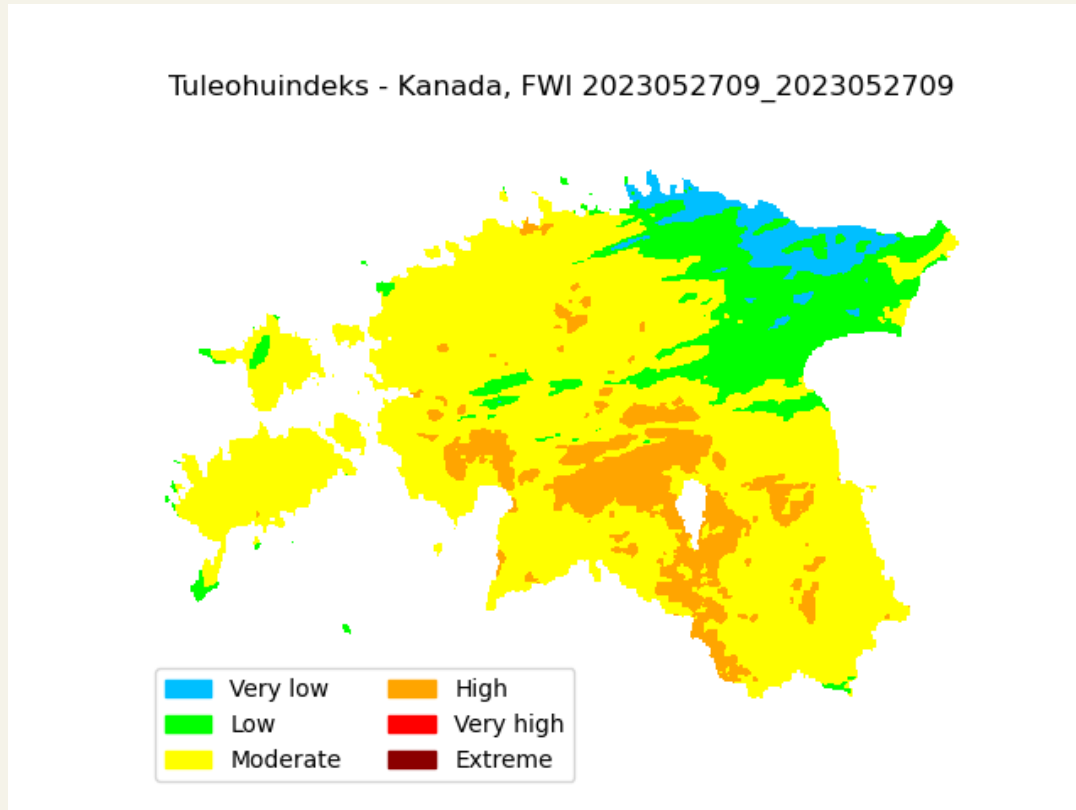 Tuleohuindeks - Kanada, FWI 2023052709_2023052709
Very low
Low
Moderate
High
Very high
Extreme